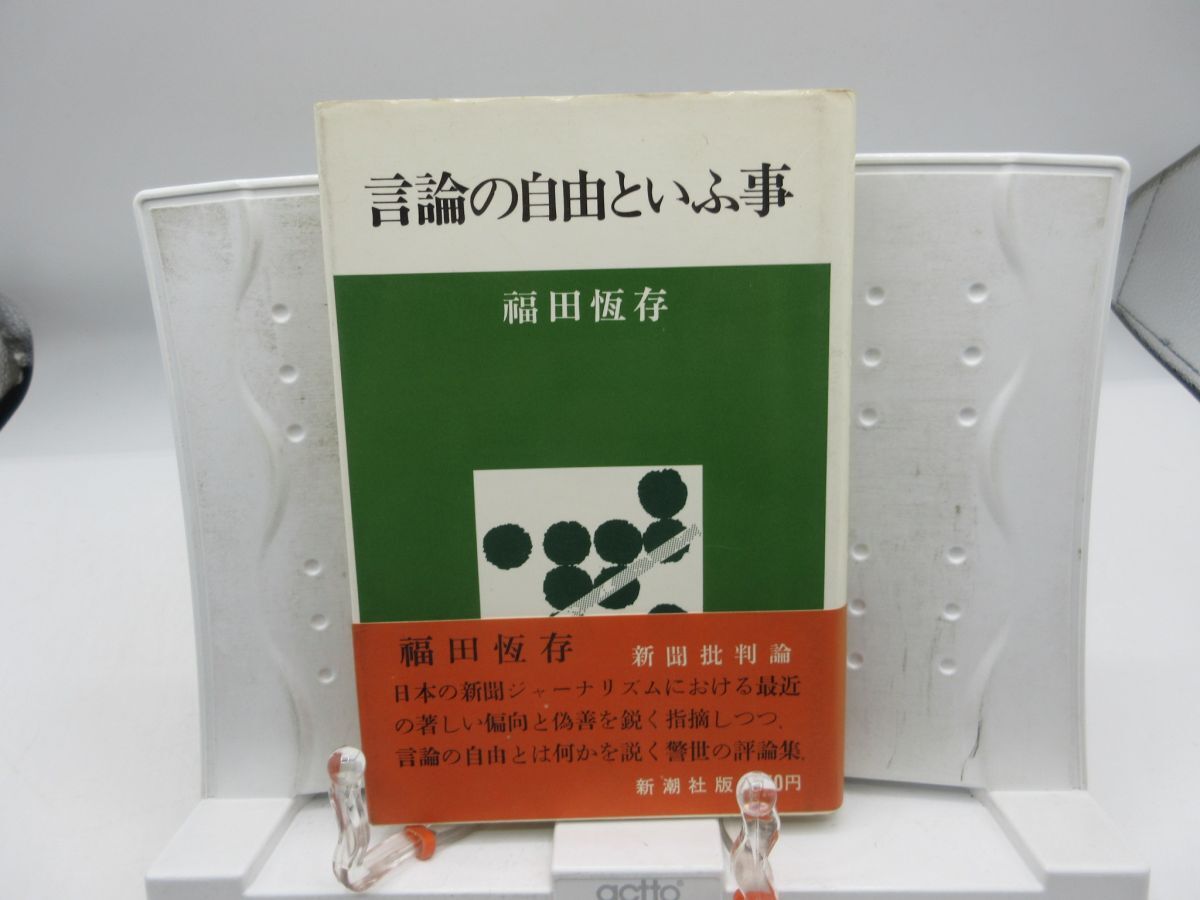 言論の自由といふ事
福田恆存
福田恆存 新聞批判論
日本の新聞ジャーナリズムにおける最近
の著しい偏向と偽善を鋭く指摘しつつ、
言論の自由とは何かを説く警世の評論集。
新潮社版 0円
actto